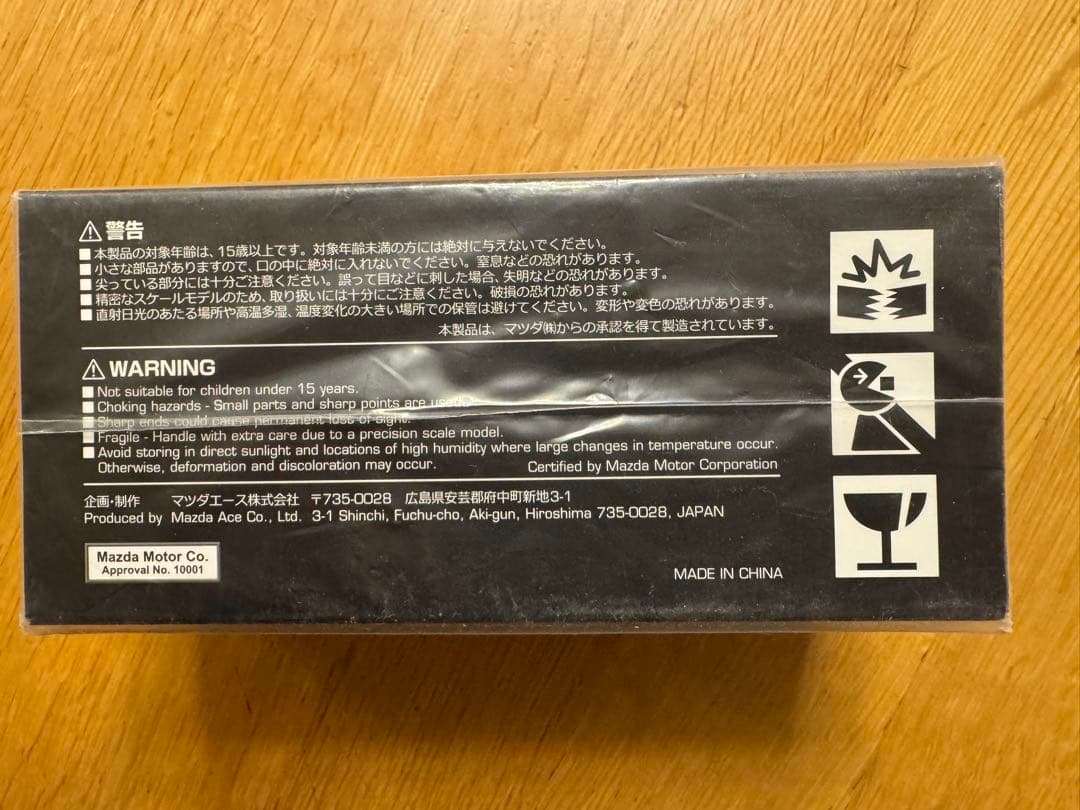 ⚠警告
■本製品の対象年齢は、15歳以上です。対象年齢未満の方には絶対に与えないでください。
■小さな部品がありますので、口の中に絶対に入れないでください。窒息などの恐れがあります。
■尖っている部分には十分ご注意ください。誤って目などに刺した場合、失明などの恐れがあります。
■精密なスケールモデルのため、取り扱いには十分にご注意ください。破損の恐れがあります。
■直射日光のあたる場所や高温多湿、温度変化の大きい場所での保管は避けてください。変形や変色の恐れがあります。
本製品は、マツダ㈱からの承認を得て製造されています。
⚠WARNING
■Not suitable for children under 15 years.
■Choking hazards - Small parts and sharp points are used.
■Sharp ends could cause permanent loss of sight.
■Fragile - Handle with extra care due to a precision scale model.
■Avoid storing in direct sunlight and locations of high humidity where large changes in temperature occur.
Otherwise, deformation and discoloration may occur. Certified by Mazda Motor Corporation
企画・制作 マツダエース株式会社 〒735-0028 広島県安芸郡府中町新地3-1
Produced by Mazda Ace Co., Ltd. 3-1 Shinchi, Fuchu-cho, Aki-gun, Hiroshima 735-0028, JAPAN
Mazda Motor Co.
Approval No. 10001
MADE IN CHINA